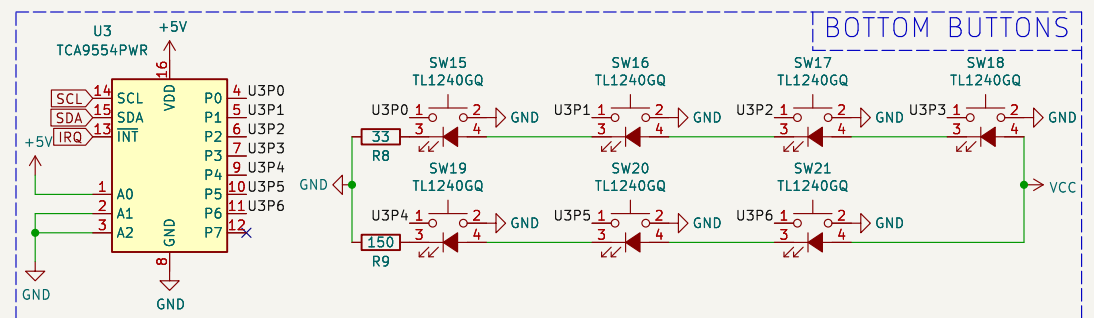 BOTTOM BUTTONS
U3
TCA9554PWR
+5V
16
VDD
SCL 14 SCL
SDA 15 SDA
IRQ 13 INT
+5V
1 A0
2 A1
3 A2
GND
8
GND
GND
P0 4 U3P0
P1 5 U3P1
P2 6 U3P2
P3 7 U3P3
P4 9 U3P4
P5 10 U3P5
P6 11 U3P6
P7 12
SW15
TL1240GQ
U3P0 1 2 GND
3 4
SW16
TL1240GQ
U3P1 1 2 GND
3 4
SW17
TL1240GQ
U3P2 1 2 GND
3 4
SW18
TL1240GQ
U3P3 1 2 GND
3 4
33
R8
GND
VCC
SW19
TL1240GQ
U3P4 1 2 GND
3 4
SW20
TL1240GQ
U3P5 1 2 GND
3 4
SW21
TL1240GQ
U3P6 1 2 GND
3 4
150
R9